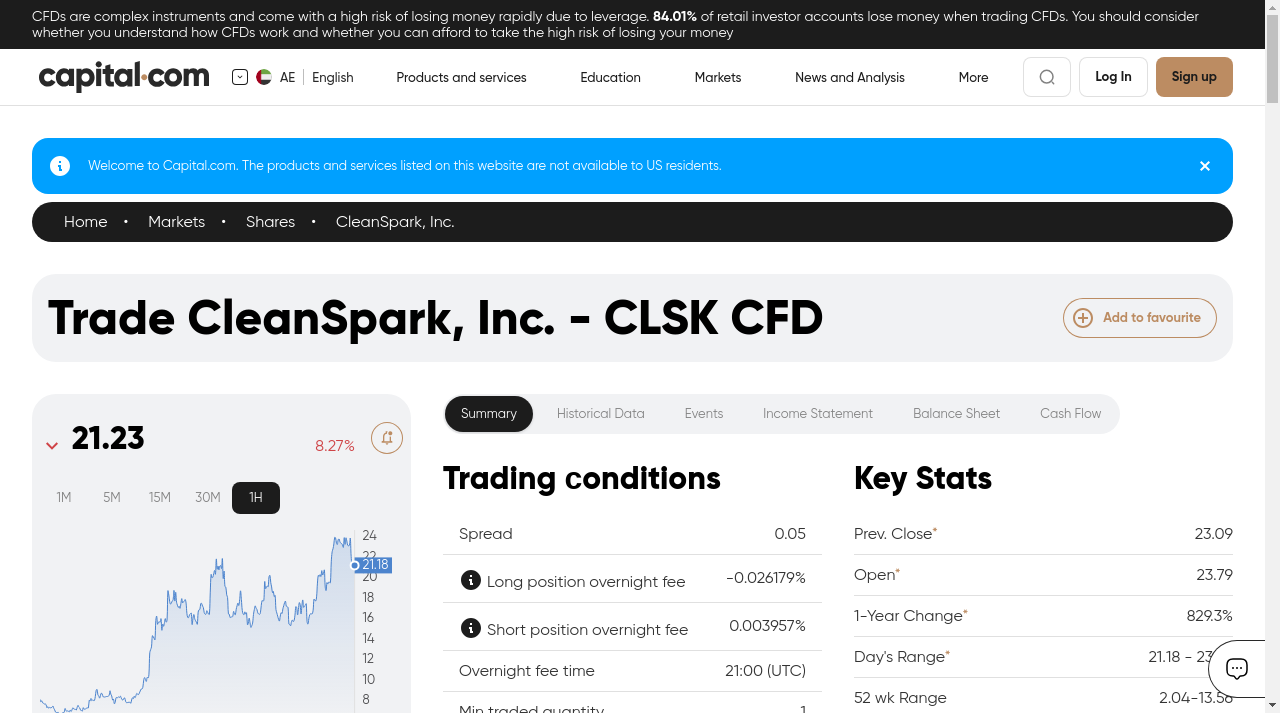 CFDs are complex instruments and come with a high risk of losing money rapidly due to leverage. 84.01% of retail investor accounts lose money when trading CFDs. You should consider
whether you understand how CFDs work and whether you can afford to take the high risk of losing your money
capital.com
AE
English
Products and services
Education
Markets
News and Analysis
More
Log In
Sign up
Welcome to Capital.com. The products and services listed on this website are not available to US residents.
Home • Markets • Shares • CleanSpark, Inc.
Trade CleanSpark, Inc. - CLSK CFD
Add to favourite
21.23
8.27%
1M 5M 15M 30M 1H
24
22
21.18
20
18
16
14
12
10
8
Summary Historical Data Events Income Statement Balance Sheet Cash Flow
Trading conditions
Spread 0.05
Long position overnight fee -0.026179%
Short position overnight fee 0.003957%
Overnight fee time 21:00 (UTC)
Min traded quantity 1
Key Stats
Prev. Close* 23.09
Open* 23.79
1-Year Change* 829.3%
Day's Range* 21.18 - 23
52 wk Range 2.04-13.56